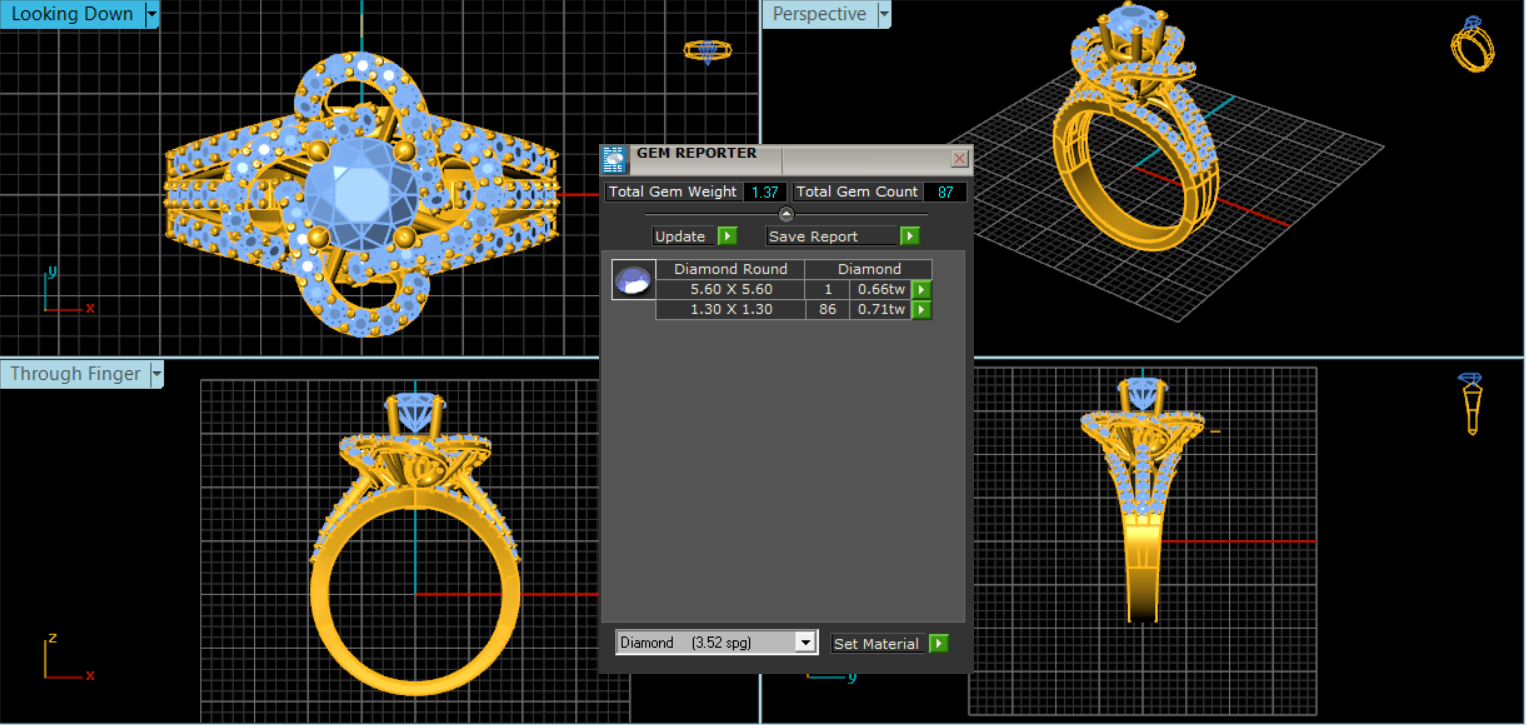 Looking Down
Perspective
GEM REPORTER
Total Gem Weight 1.37 Total Gem Count 87
Update Save Report
Diamond Round Diamond
5.60 X 5.60 1 0.66tw
1.30 X 1.30 86 0.71tw
y
x
Through Finger
Diamond (3.52 spg) Set Material
z
x
y